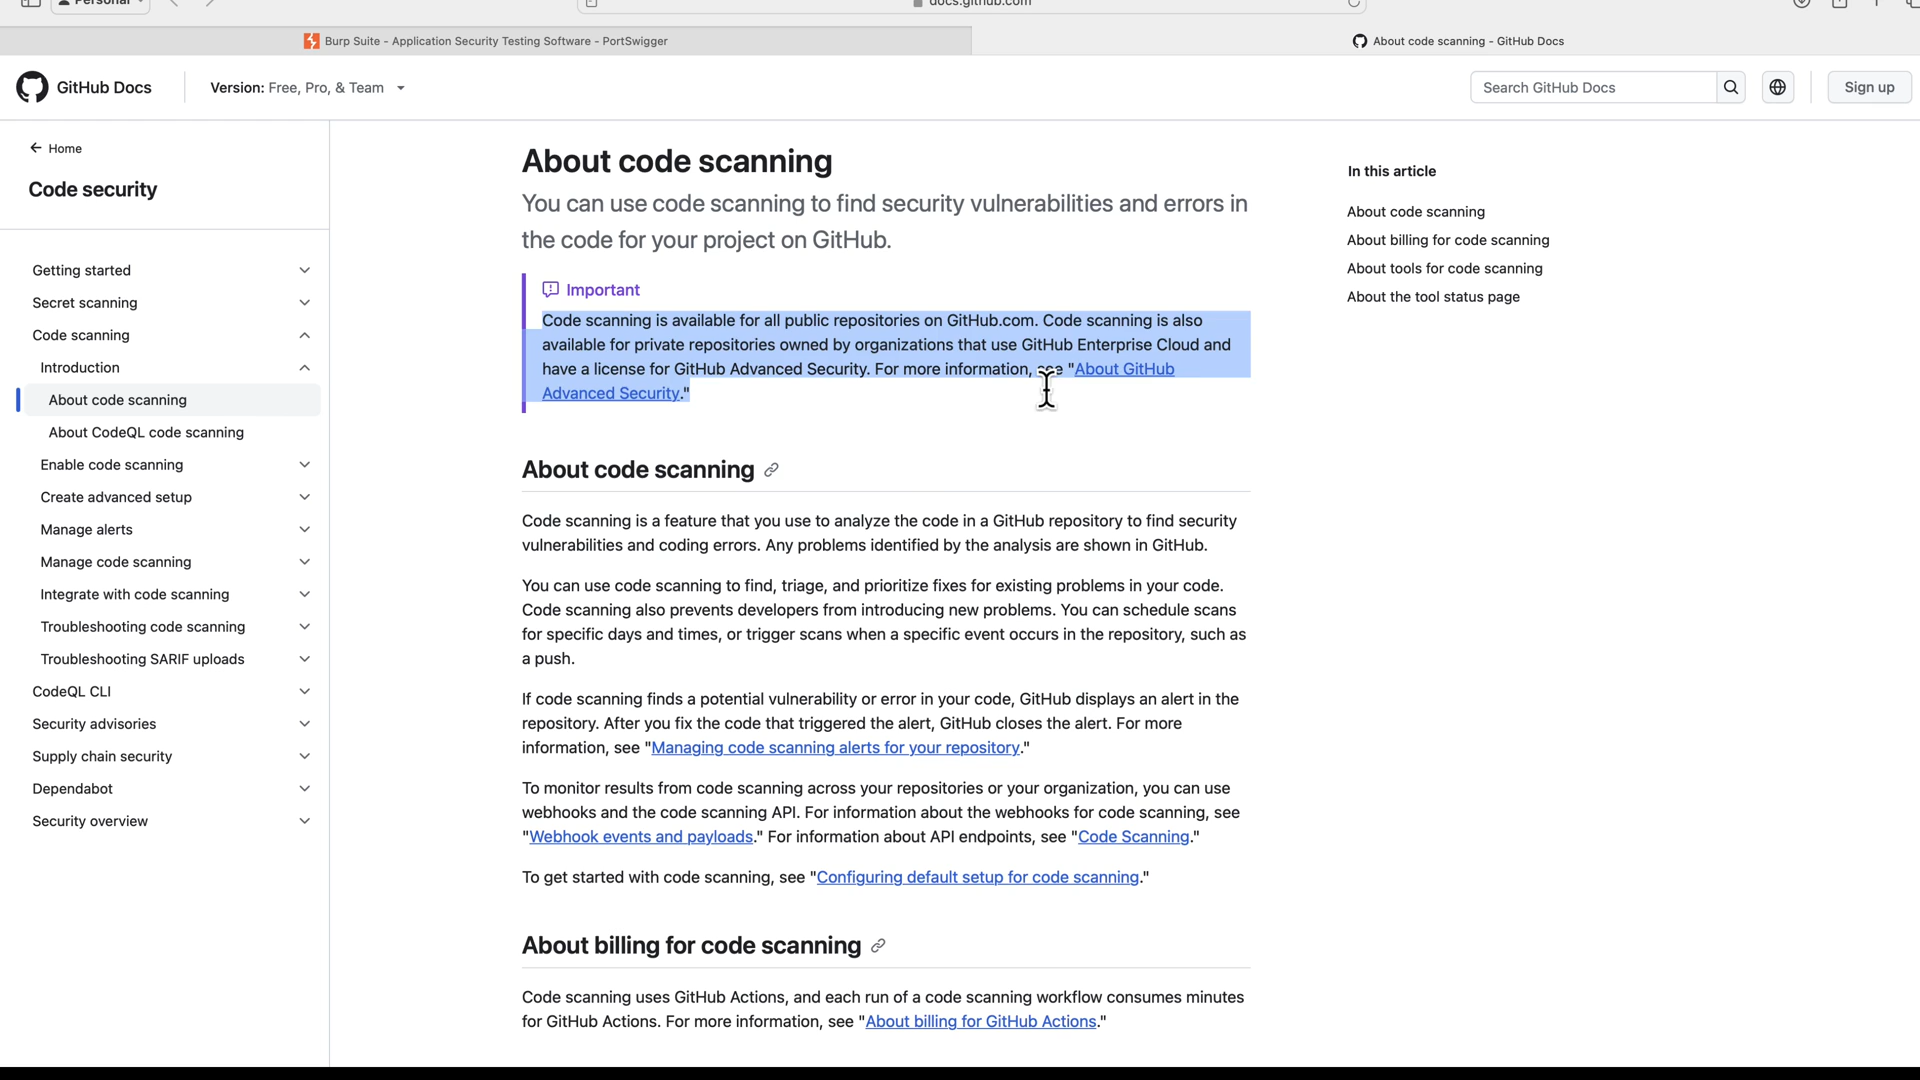 Personal
docs.github.com
Burp Suite - Application Security Testing Software - PortSwigger
About code scanning - GitHub Docs
GitHub Docs
Version: Free, Pro, & Team
Search GitHub Docs
Sign up
Home
Code security
Getting started
Secret scanning
Code scanning
Introduction
About code scanning
About CodeQL code scanning
Enable code scanning
Create advanced setup
Manage alerts
Manage code scanning
Integrate with code scanning
Troubleshooting code scanning
Troubleshooting SARIF uploads
CodeQL CLI
Security advisories
Supply chain security
Dependabot
Security overview
About code scanning
You can use code scanning to find security vulnerabilities and errors in
the code for your project on GitHub.
Important
Code scanning is available for all public repositories on GitHub.com. Code scanning is also
available for private repositories owned by organizations that use GitHub Enterprise Cloud and
have a license for GitHub Advanced Security. For more information, see "About GitHub
Advanced Security."
About code scanning
Code scanning is a feature that you use to analyze the code in a GitHub repository to find security
vulnerabilities and coding errors. Any problems identified by the analysis are shown in GitHub.
You can use code scanning to find, triage, and prioritize fixes for existing problems in your code.
Code scanning also prevents developers from introducing new problems. You can schedule scans
for specific days and times, or trigger scans when a specific event occurs in the repository, such as
a push.
If code scanning finds a potential vulnerability or error in your code, GitHub displays an alert in the
repository. After you fix the code that triggered the alert, GitHub closes the alert. For more
information, see "Managing code scanning alerts for your repository."
To monitor results from code scanning across your repositories or your organization, you can use
webhooks and the code scanning API. For information about the webhooks for code scanning, see
"Webhook events and payloads." For information about API endpoints, see "Code Scanning."
To get started with code scanning, see "Configuring default setup for code scanning."
About billing for code scanning
Code scanning uses GitHub Actions, and each run of a code scanning workflow consumes minutes
for GitHub Actions. For more information, see "About billing for GitHub Actions."
In this article
About code scanning
About billing for code scanning
About tools for code scanning
About the tool status page